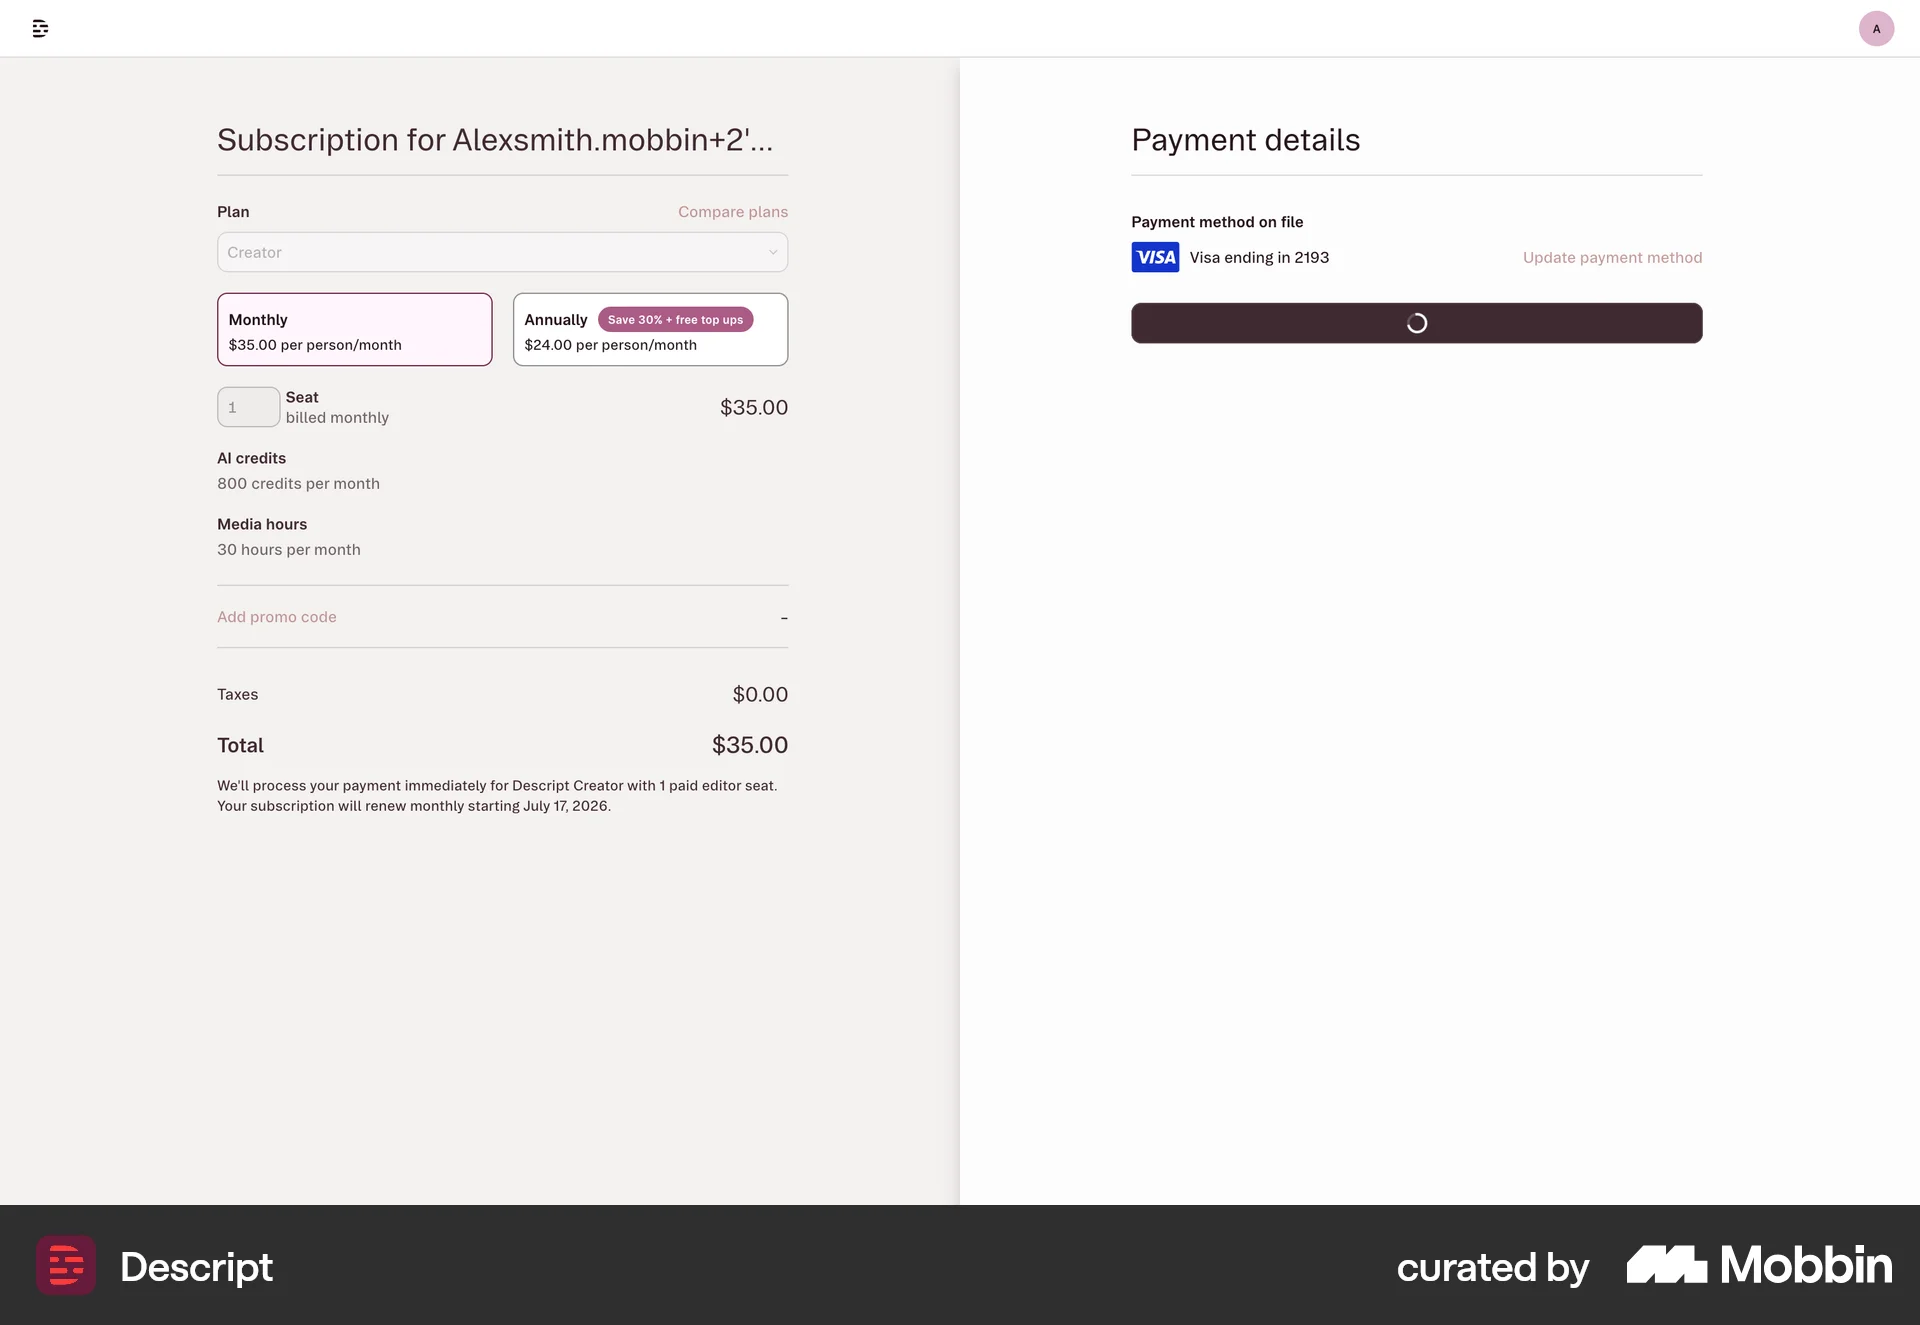 A
Subscription for Alexsmith.mobbin+2'...
Plan
Compare plans
Creator
Monthly
$35.00 per person/month
Annually
Save 30% + free top ups
$24.00 per person/month
1
Seat
billed monthly
$35.00
AI credits
800 credits per month
Media hours
30 hours per month
Add promo code
-
Taxes
$0.00
Total
$35.00
We'll process your payment immediately for Descript Creator with 1 paid editor seat.
Your subscription will renew monthly starting July 17, 2026.
Payment details
Payment method on file
VISA
Visa ending in 2193
Update payment method
Descript
curated by
Mobbin